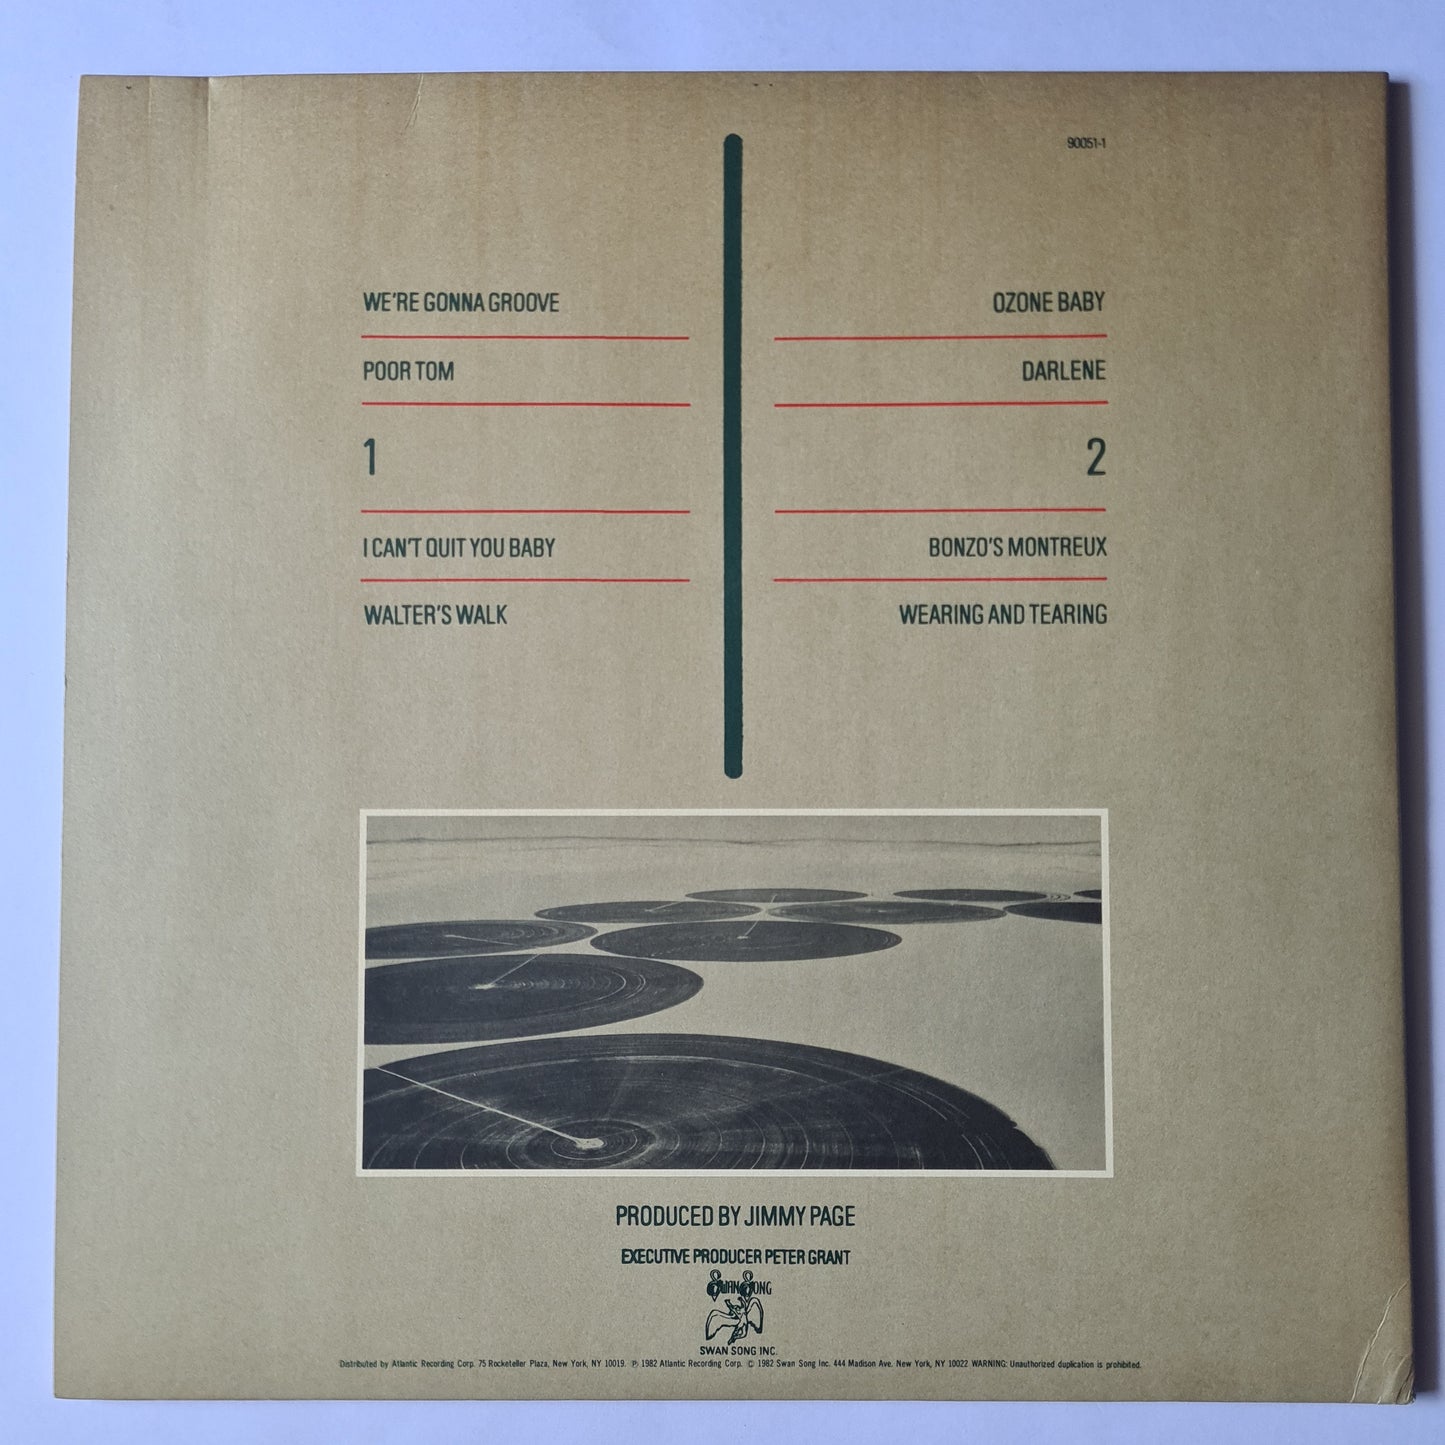 90051-1
WE'RE GONNA GROOVE
POOR TOM
1
I CAN'T QUIT YOU BABY
WALTER'S WALK
OZONE BABY
DARLENE
2
BONZO'S MONTREUX
WEARING AND TEARING
PRODUCED BY JIMMY PAGE
EXECUTIVE PRODUCER PETER GRANT
SWAN SONG
SWAN SONG INC.
Distributed by Atlantic Recording Corp. 75 Rockefeller Plaza, New York, NY 10019. ℗ 1982 Atlantic Recording Corp. © 1982 Swan Song Inc. 444 Madison Ave. New York, NY 10022 WARNING: Unauthorized duplication is prohibited.